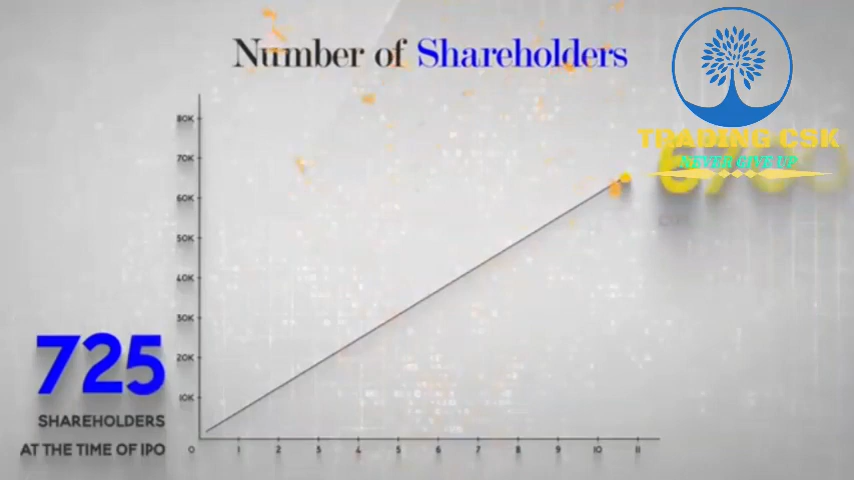 Number of Shareholders
TRADING CSK
NEVER GIVE UP
80K
70K
60K
50K
40K
30K
20K
10K
725
SHAREHOLDERS
AT THE TIME OF IPO
0 1 2 3 4 5 6 7 8 9 10 11